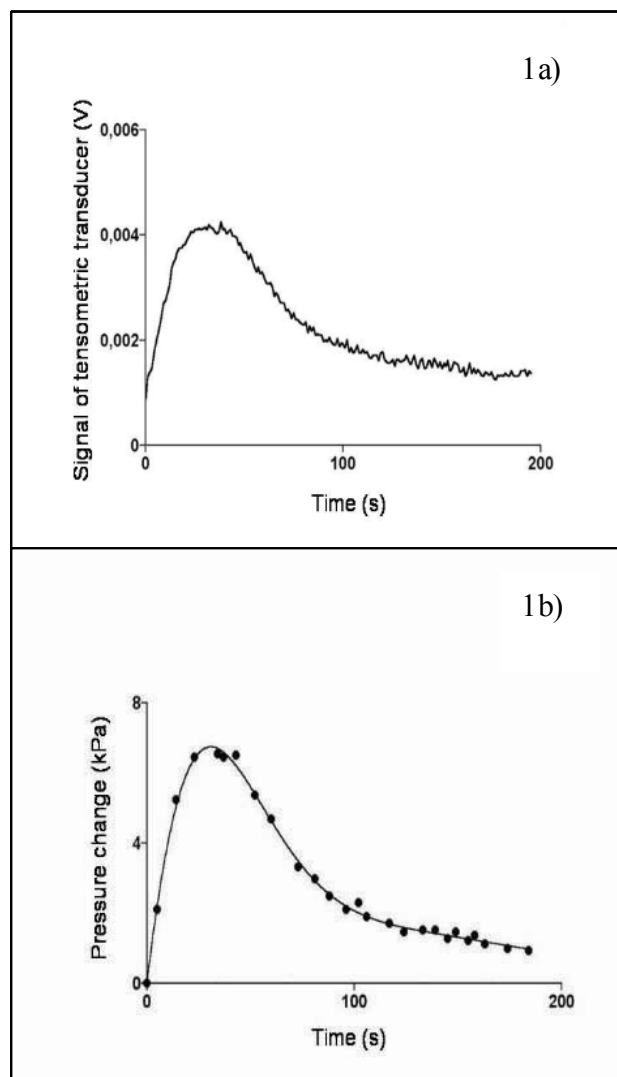 1a)
Signal of tensometric transducer (V)
0,006
0,004
0,002
0
0
100
200
Time (s)
1b)
Pressure change (kPa)
8
4
0
0
100
200
Time (s)